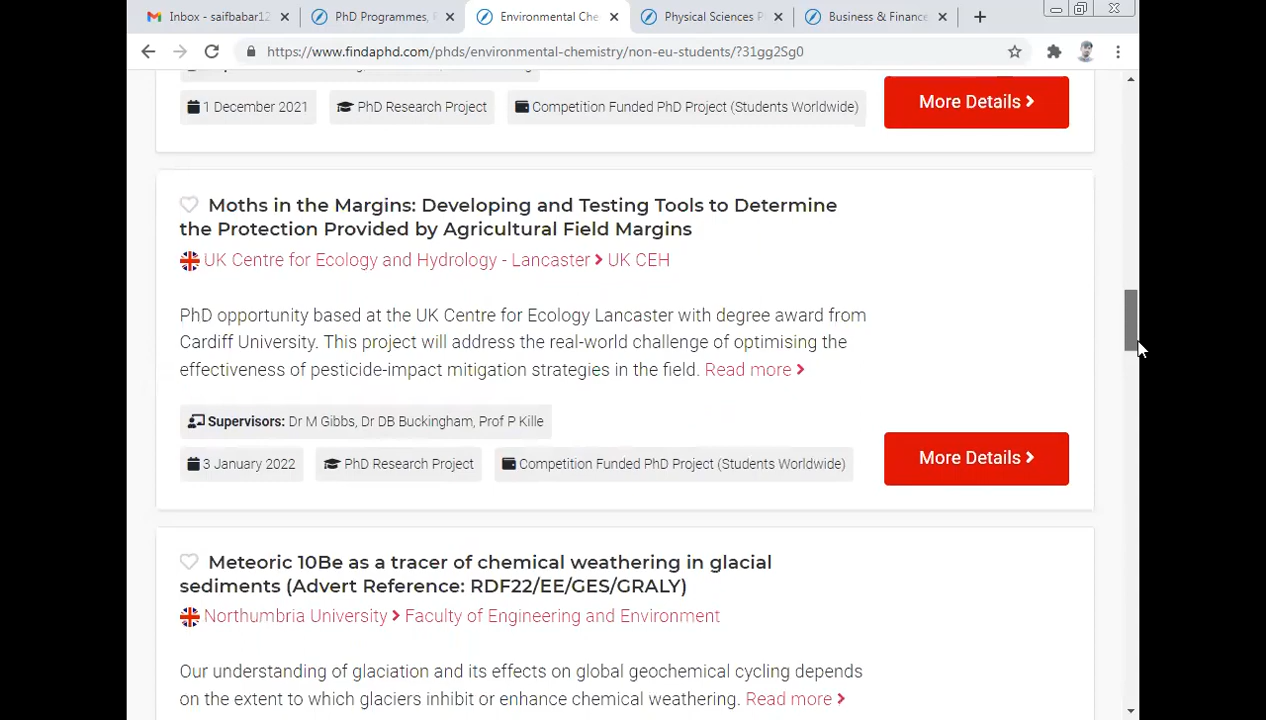 Inbox - saifbabar12
PhD Programmes,
Environmental Che
Physical Sciences P
Business & Finance
https://www.findaphd.com/phds/environmental-chemistry/non-eu-students/?31gg2Sg0
1 December 2021
PhD Research Project
Competition Funded PhD Project (Students Worldwide)
More Details
Moths in the Margins: Developing and Testing Tools to Determine
the Protection Provided by Agricultural Field Margins
UK Centre for Ecology and Hydrology - Lancaster > UK CEH
PhD opportunity based at the UK Centre for Ecology Lancaster with degree award from
Cardiff University. This project will address the real-world challenge of optimising the
effectiveness of pesticide-impact mitigation strategies in the field. Read more >
Supervisors: Dr M Gibbs, Dr DB Buckingham, Prof P Kille
3 January 2022
PhD Research Project
Competition Funded PhD Project (Students Worldwide)
More Details
Meteoric 10Be as a tracer of chemical weathering in glacial
sediments (Advert Reference: RDF22/EE/GES/GRALY)
Northumbria University > Faculty of Engineering and Environment
Our understanding of glaciation and its effects on global geochemical cycling depends
on the extent to which glaciers inhibit or enhance chemical weathering. Read more >